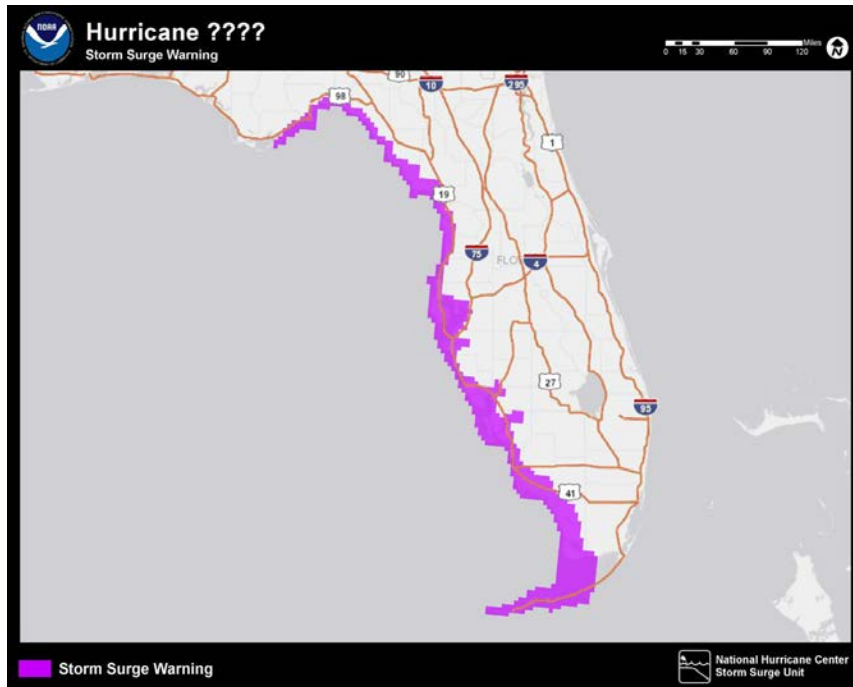 NOAA
Hurricane ????
Storm Surge Warning
Miles
0 15 30 60 90 120
N
90
98
10
295
1
19
75
FLO
4
27
95
41
Storm Surge Warning
National Hurricane Center
Storm Surge Unit